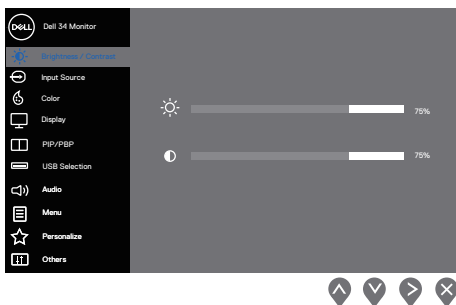 DELL
Dell 34 Monitor
Brightness / Contrast
Input Source
Color
75%
Display
PIP/PBP
75%
USB Selection
Audio
Menu
Personalize
Others